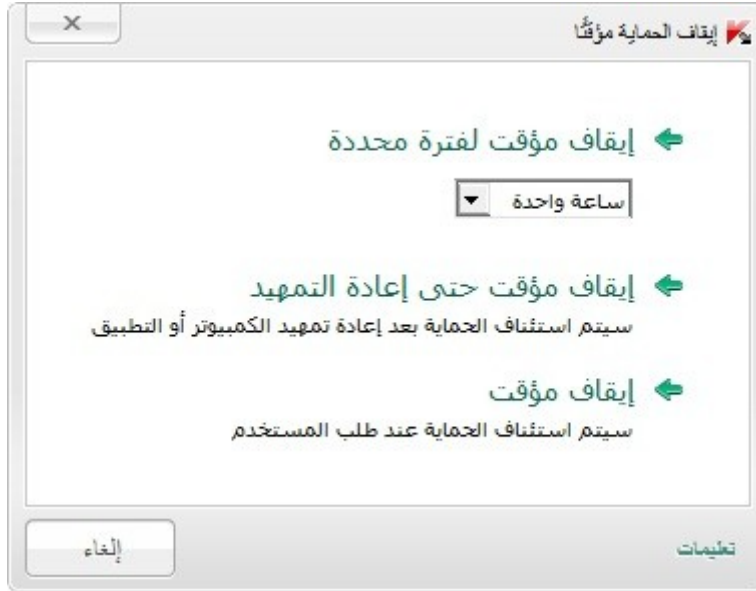 إيقاف الحماية مؤقتًا
إيقاف مؤقت لفترة محددة
ساعة واحدة
إيقاف مؤقت حتى إعادة التمهيد
سيتم استئناف الحماية بعد إعادة تمهيد الكمبيوتر أو التطبيق
إيقاف مؤقت
سيتم استئناف الحماية عند طلب المستخدم
تعليمات
إلغاء